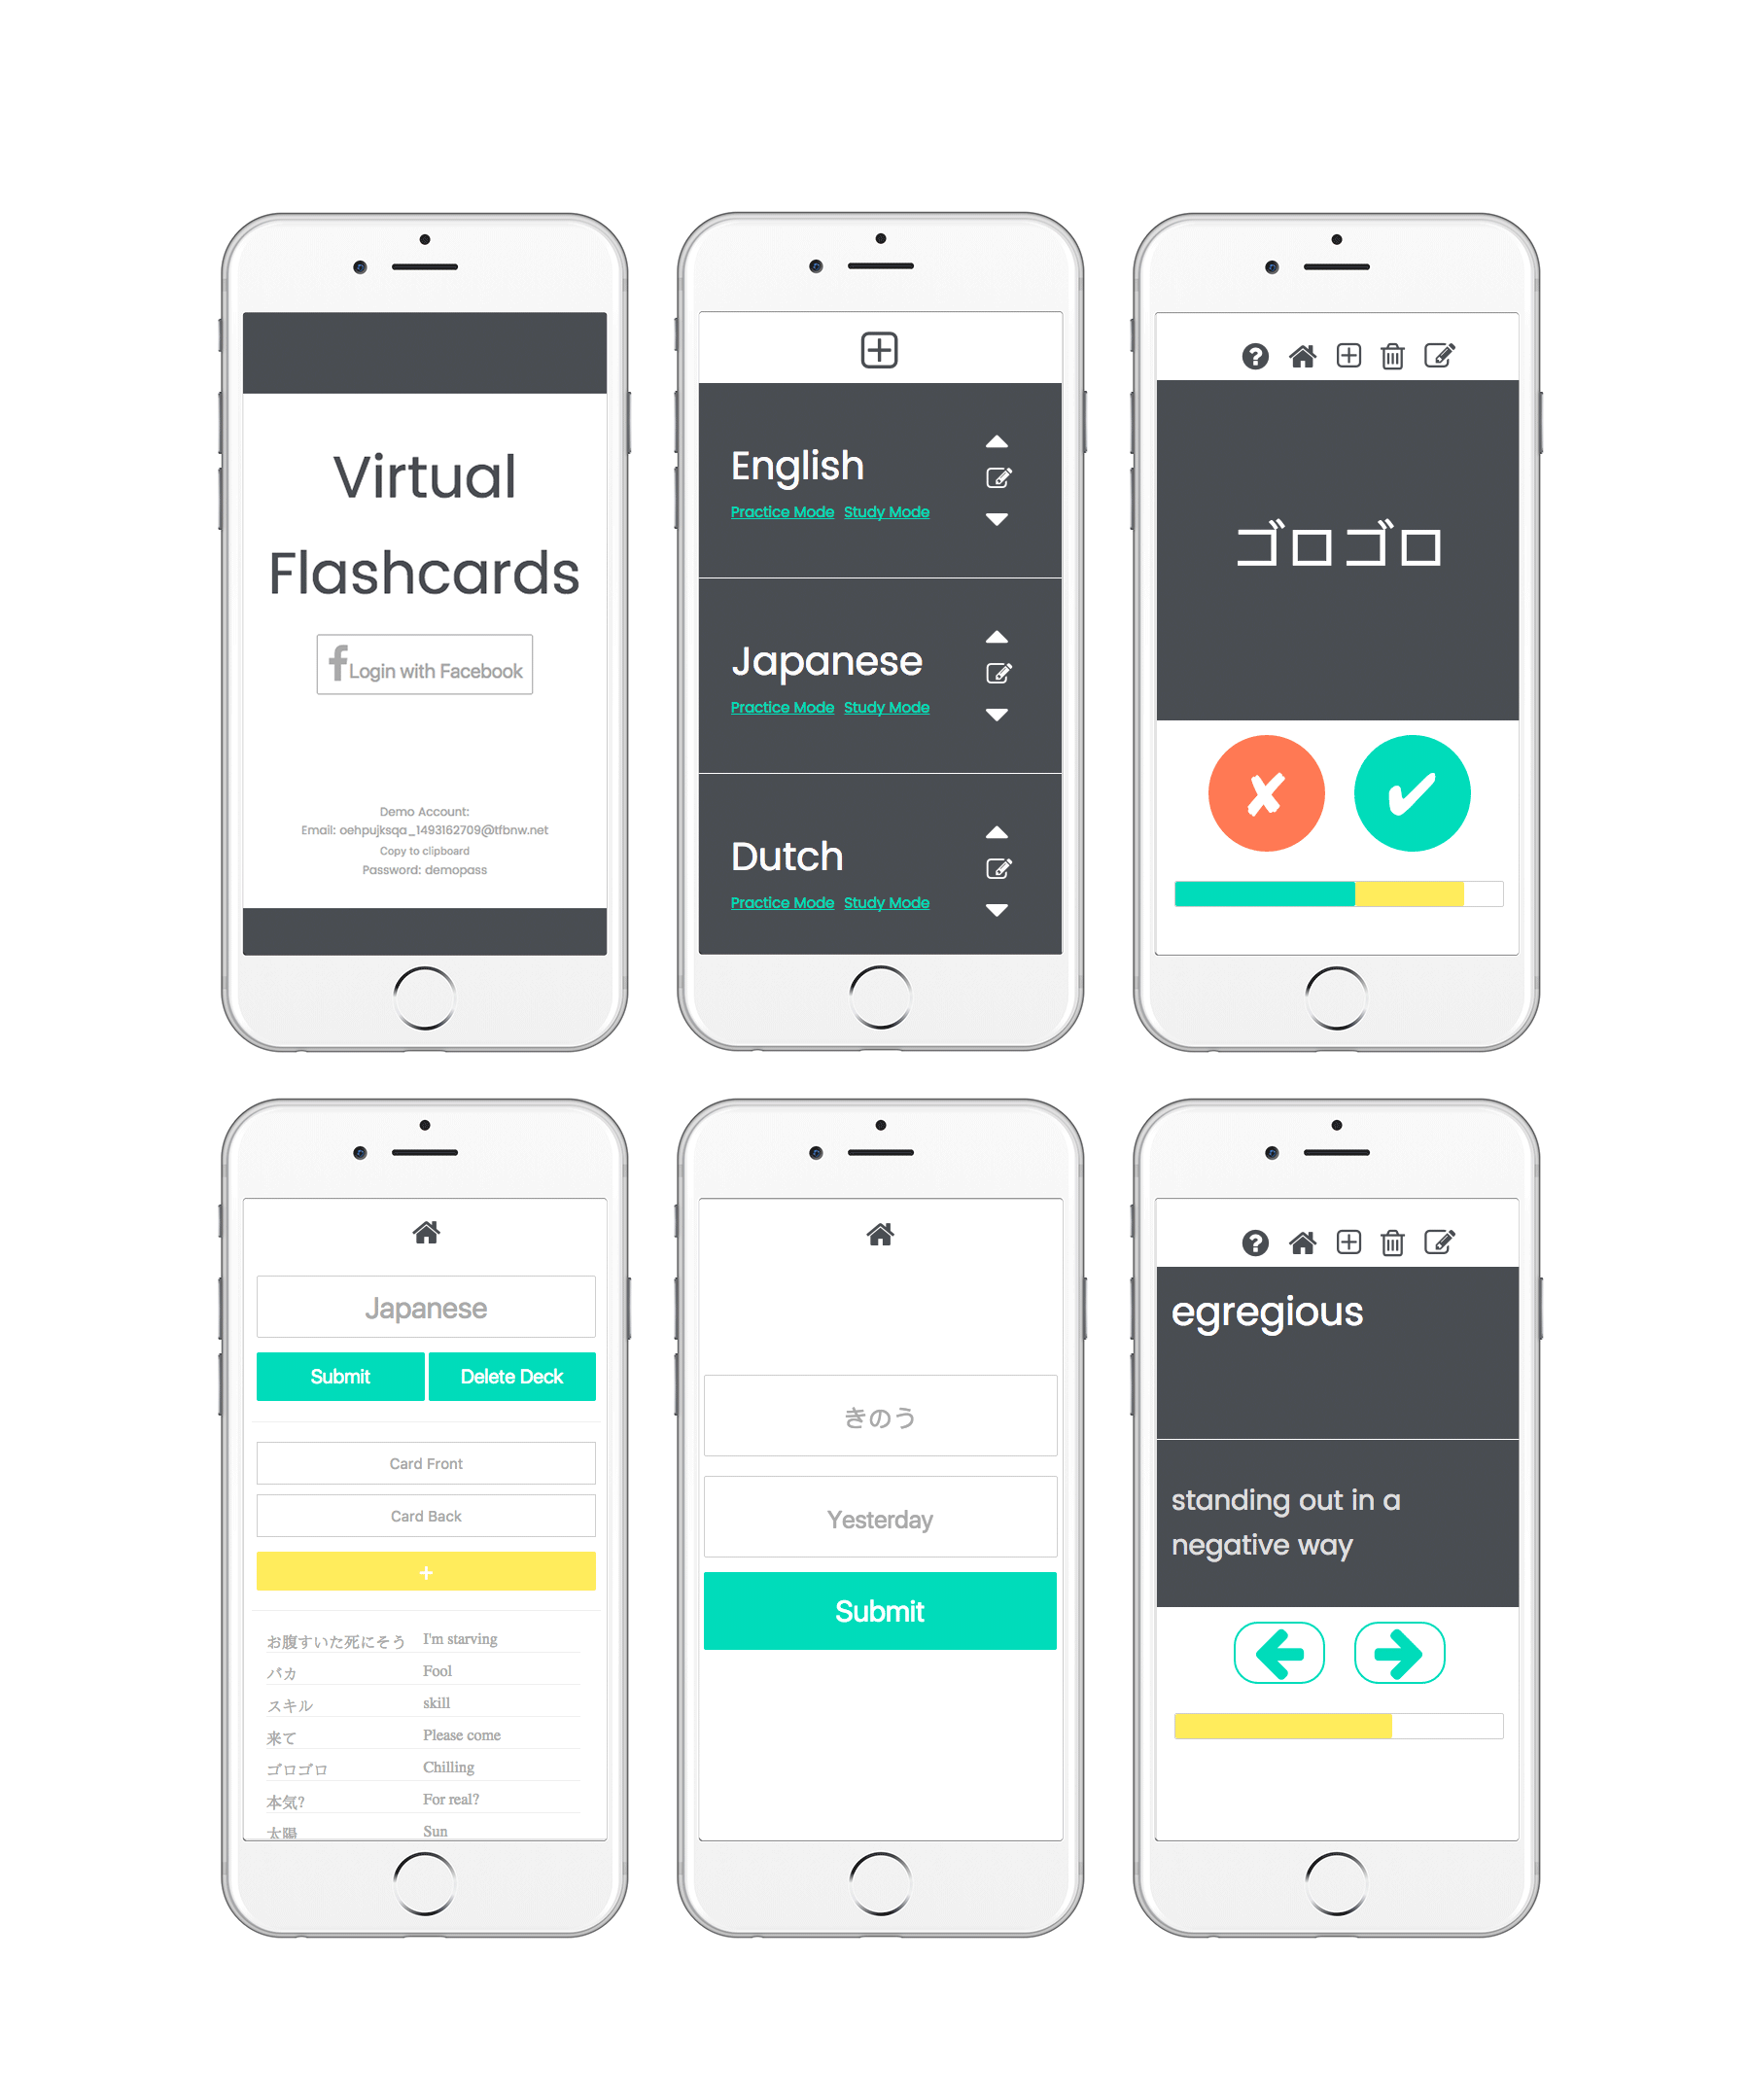 Virtual
Flashcards
Login with Facebook
Demo Account:
Email: oehpujksqa_1493162709@tfbnw.net
Copy to clipboard
Password: demopass
English
Practice Mode Study Mode
Japanese
Practice Mode Study Mode
Dutch
Practice Mode Study Mode
ゴロゴロ
Japanese
Submit Delete Deck
Card Front
Card Back
+
お腹すいた死にそう I'm starving
バカ Fool
スキル skill
来て Please come
ゴロゴロ Chilling
本気? For real?
太陽 Sun
きのう
Yesterday
Submit
egregious
standing out in a
negative way